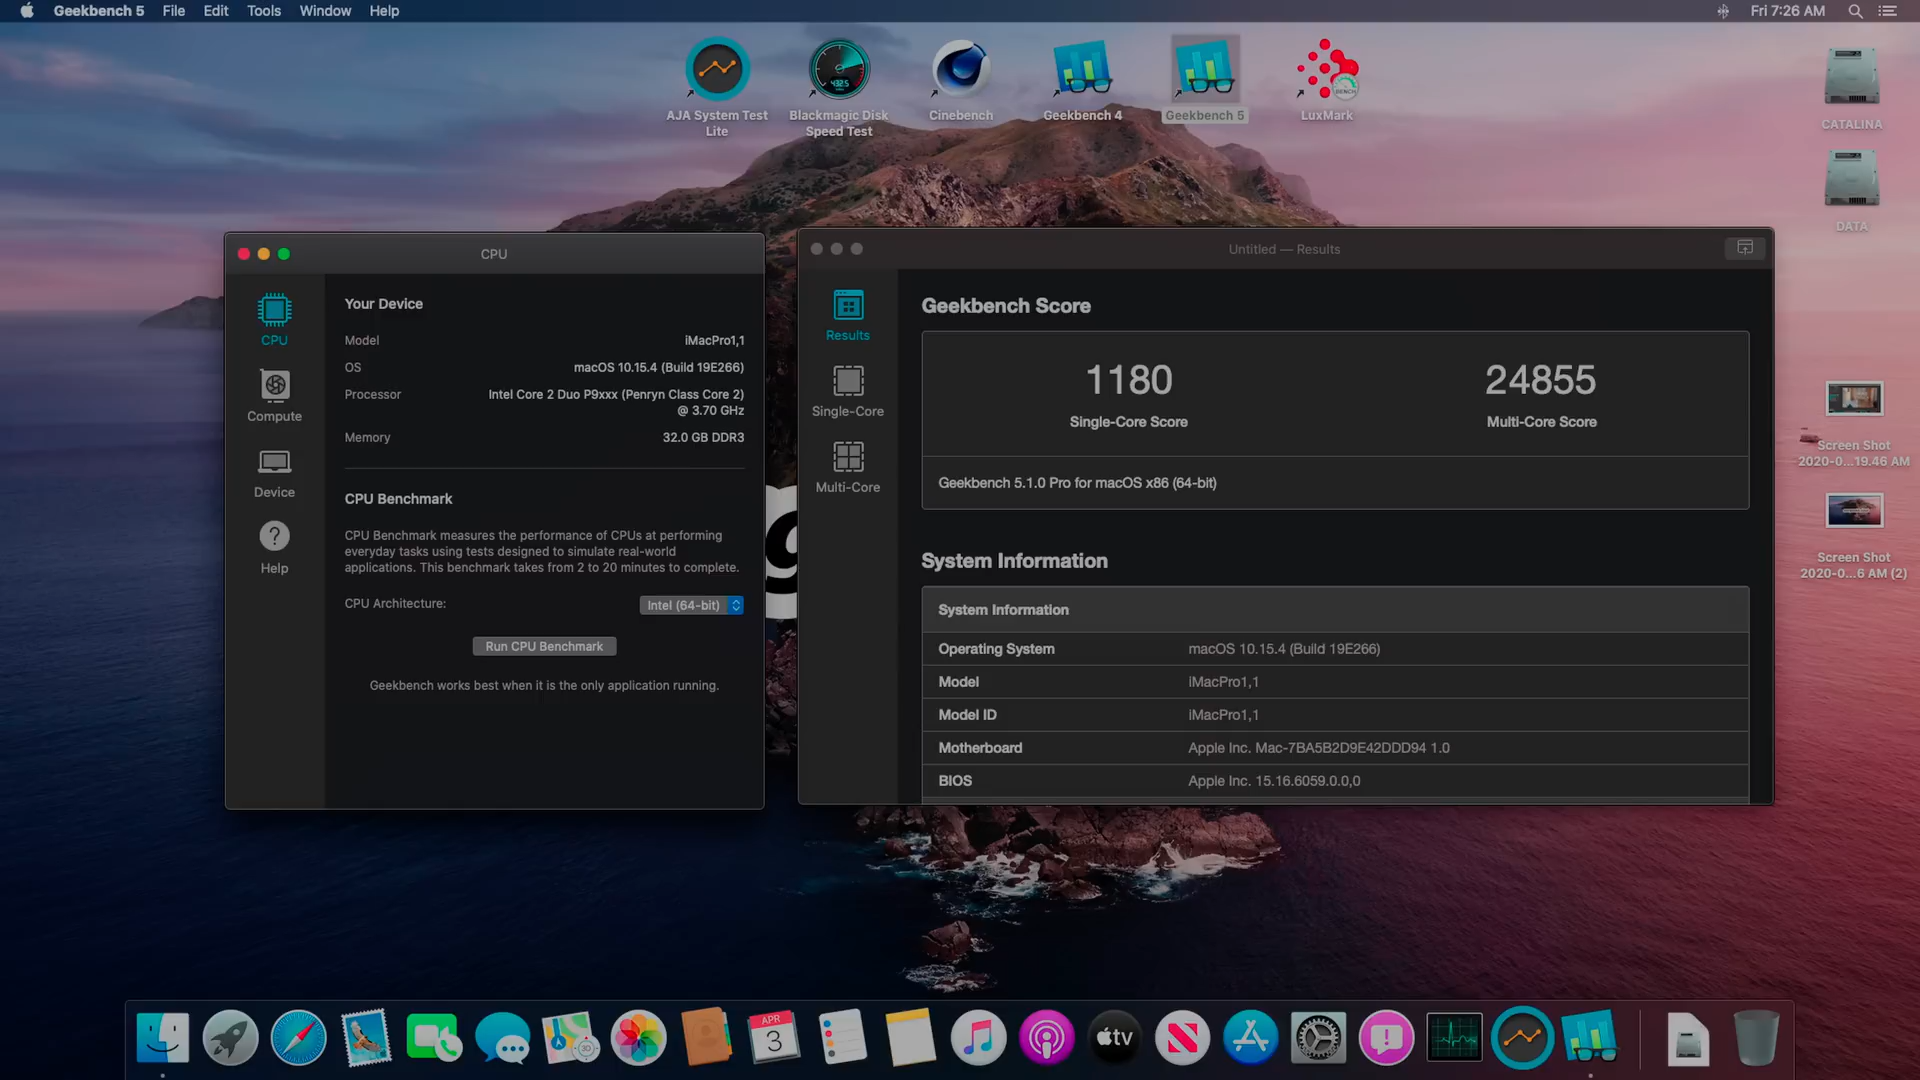 Geekbench 5 File Edit Tools Window Help
Fri 7:26 AM
AJA System Test
Lite
432.5
Blackmagic Disk
Speed Test
Cinebench
Geekbench 4
Geekbench 5
BENCH
LuxMark
CATALINA
DATA
Screen Shot
2020-0...19.46 AM
Screen Shot
2020-0...6 AM (2)
CPU
CPU
Compute
Device
?
Help
Your Device
Model iMacPro1,1
OS macOS 10.15.4 (Build 19E266)
Processor Intel Core 2 Duo P9xxx (Penryn Class Core 2)
@ 3.70 GHz
Memory 32.0 GB DDR3
CPU Benchmark
CPU Benchmark measures the performance of CPUs at performing
everyday tasks using tests designed to simulate real-world
applications. This benchmark takes from 2 to 20 minutes to complete.
CPU Architecture: Intel (64-bit)
Run CPU Benchmark
Geekbench works best when it is the only application running.
Untitled — Results
Results
Single-Core
Multi-Core
Geekbench Score
1180 24855
Single-Core Score Multi-Core Score
Geekbench 5.1.0 Pro for macOS x86 (64-bit)
System Information
System Information
Operating System macOS 10.15.4 (Build 19E266)
Model iMacPro1,1
Model ID iMacPro1,1
Motherboard Apple Inc. Mac-7BA5B2D9E42DDD94 1.0
BIOS Apple Inc. 15.16.6059.0.0,0
APR
3
tv